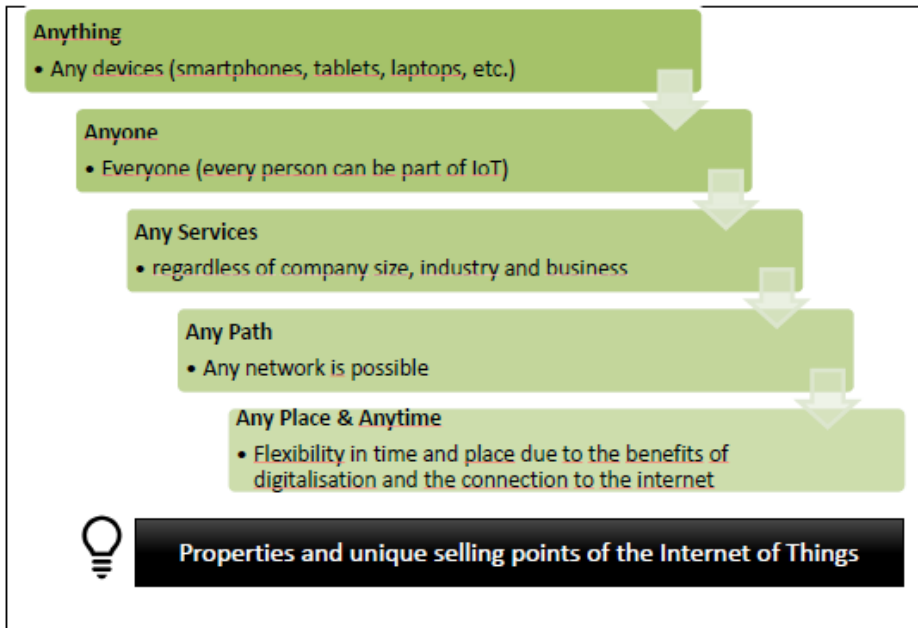 Anything
• Any devices (smartphones, tablets, laptops, etc.)
Anyone
• Everyone (every person can be part of IoT)
Any Services
• regardless of company size, industry and business
Any Path
• Any network is possible
Any Place & Anytime
• Flexibility in time and place due to the benefits of
digitalisation and the connection to the internet
Properties and unique selling points of the Internet of Things